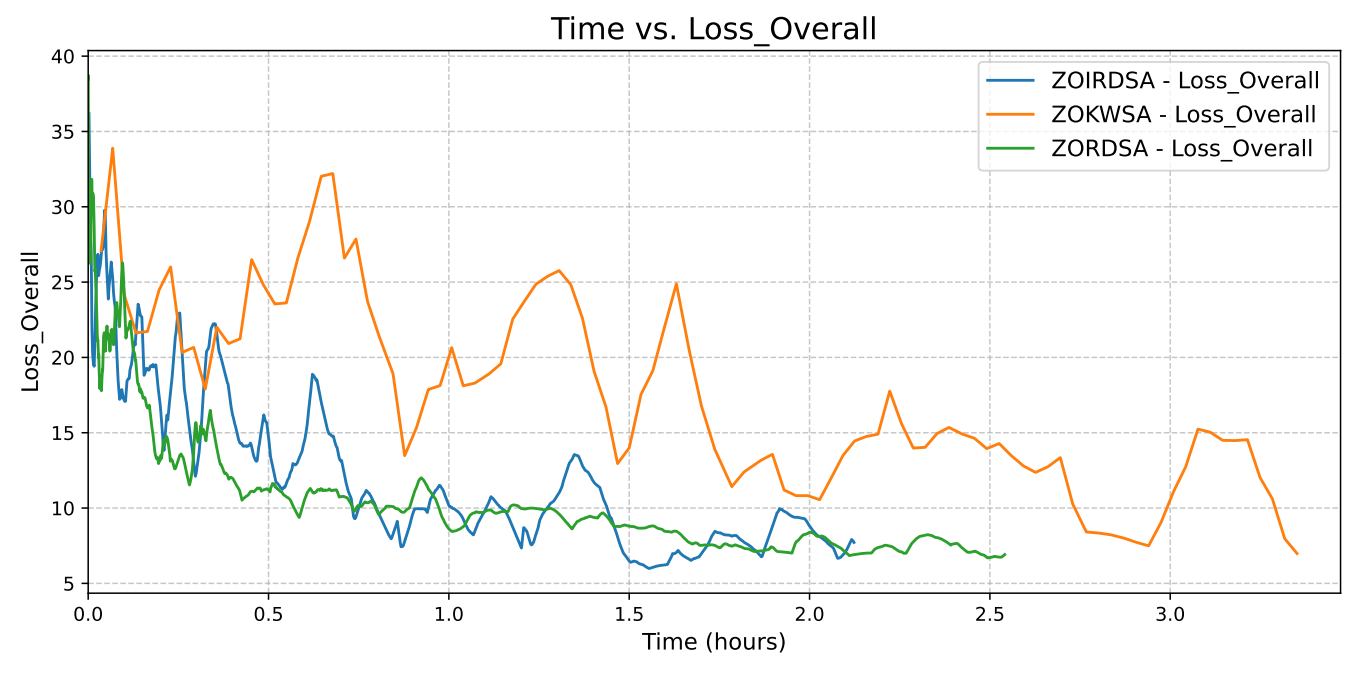 Time vs. Loss_Overall
Loss_Overall
40
35
30
25
20
15
10
5
ZOIRDSA - Loss_Overall
ZOKWSA - Loss_Overall
ZORDSA - Loss_Overall
0.0 0.5 1.0 1.5 2.0 2.5 3.0
Time (hours)